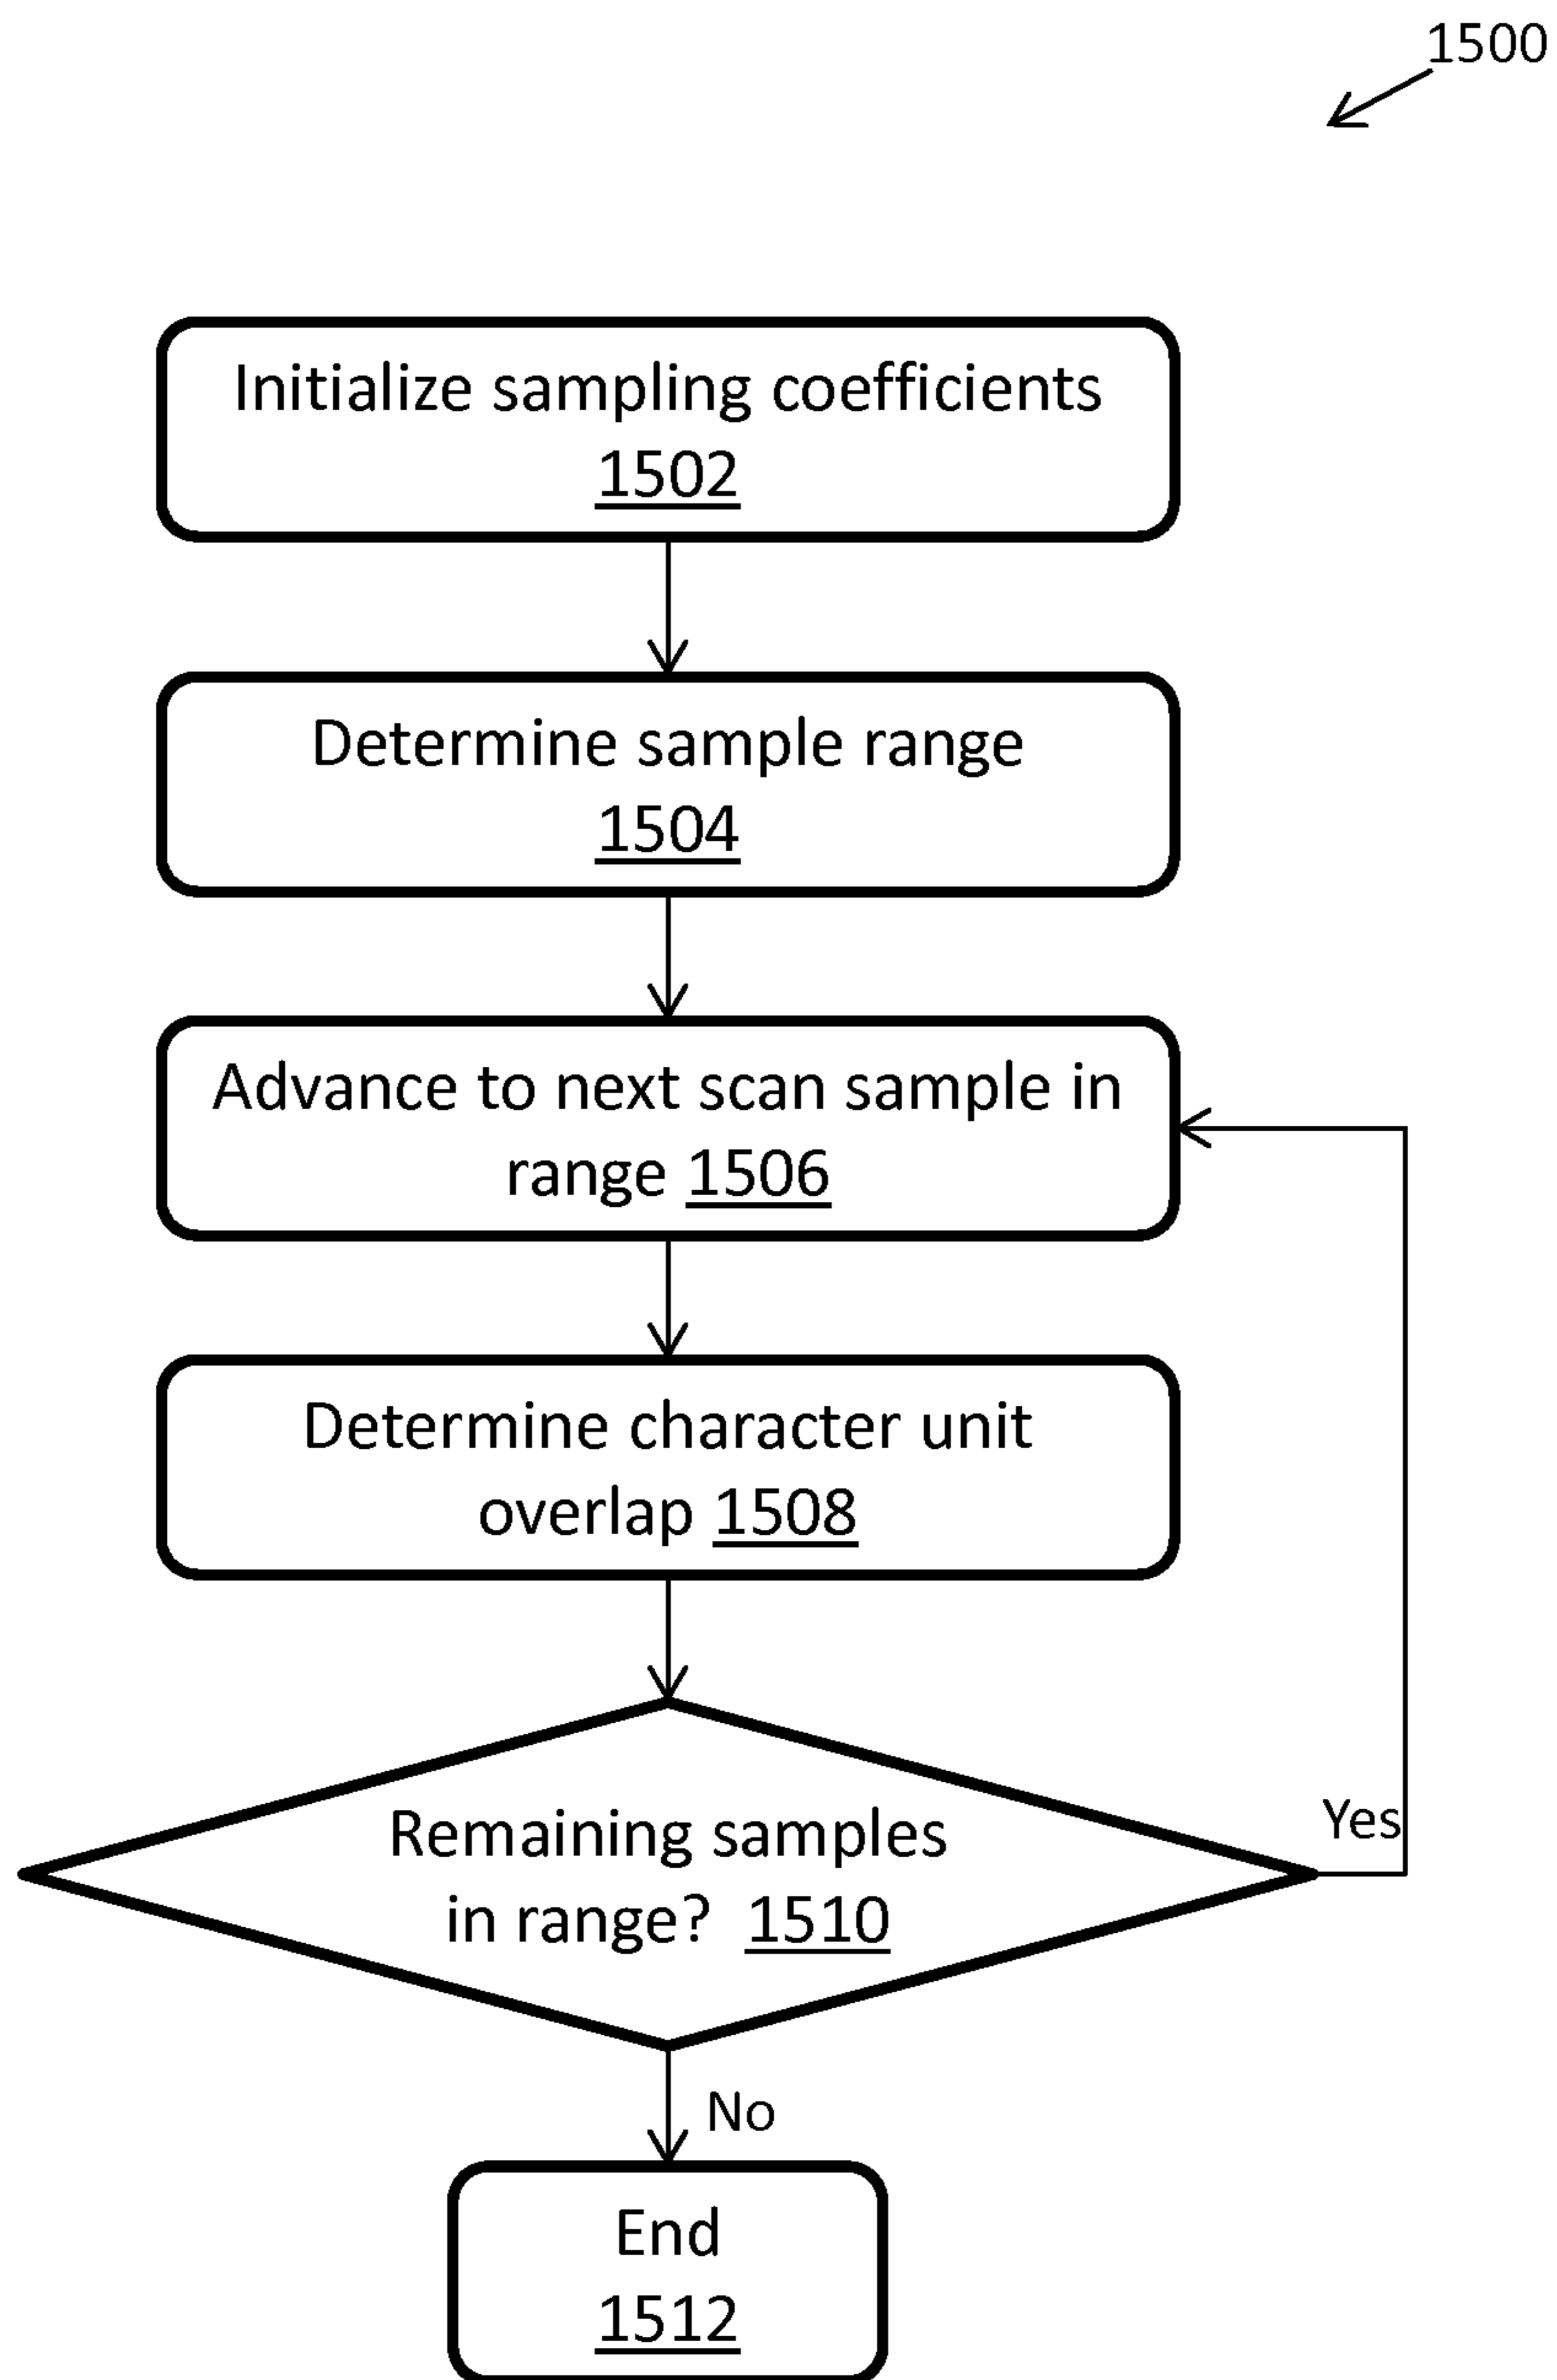 1500
Initialize sampling coefficients
1502
Determine sample range
1504
Advance to next scan sample in
range 1506
Determine character unit
overlap 1508
Remaining samples
in range? 1510
Yes
No
End
1512